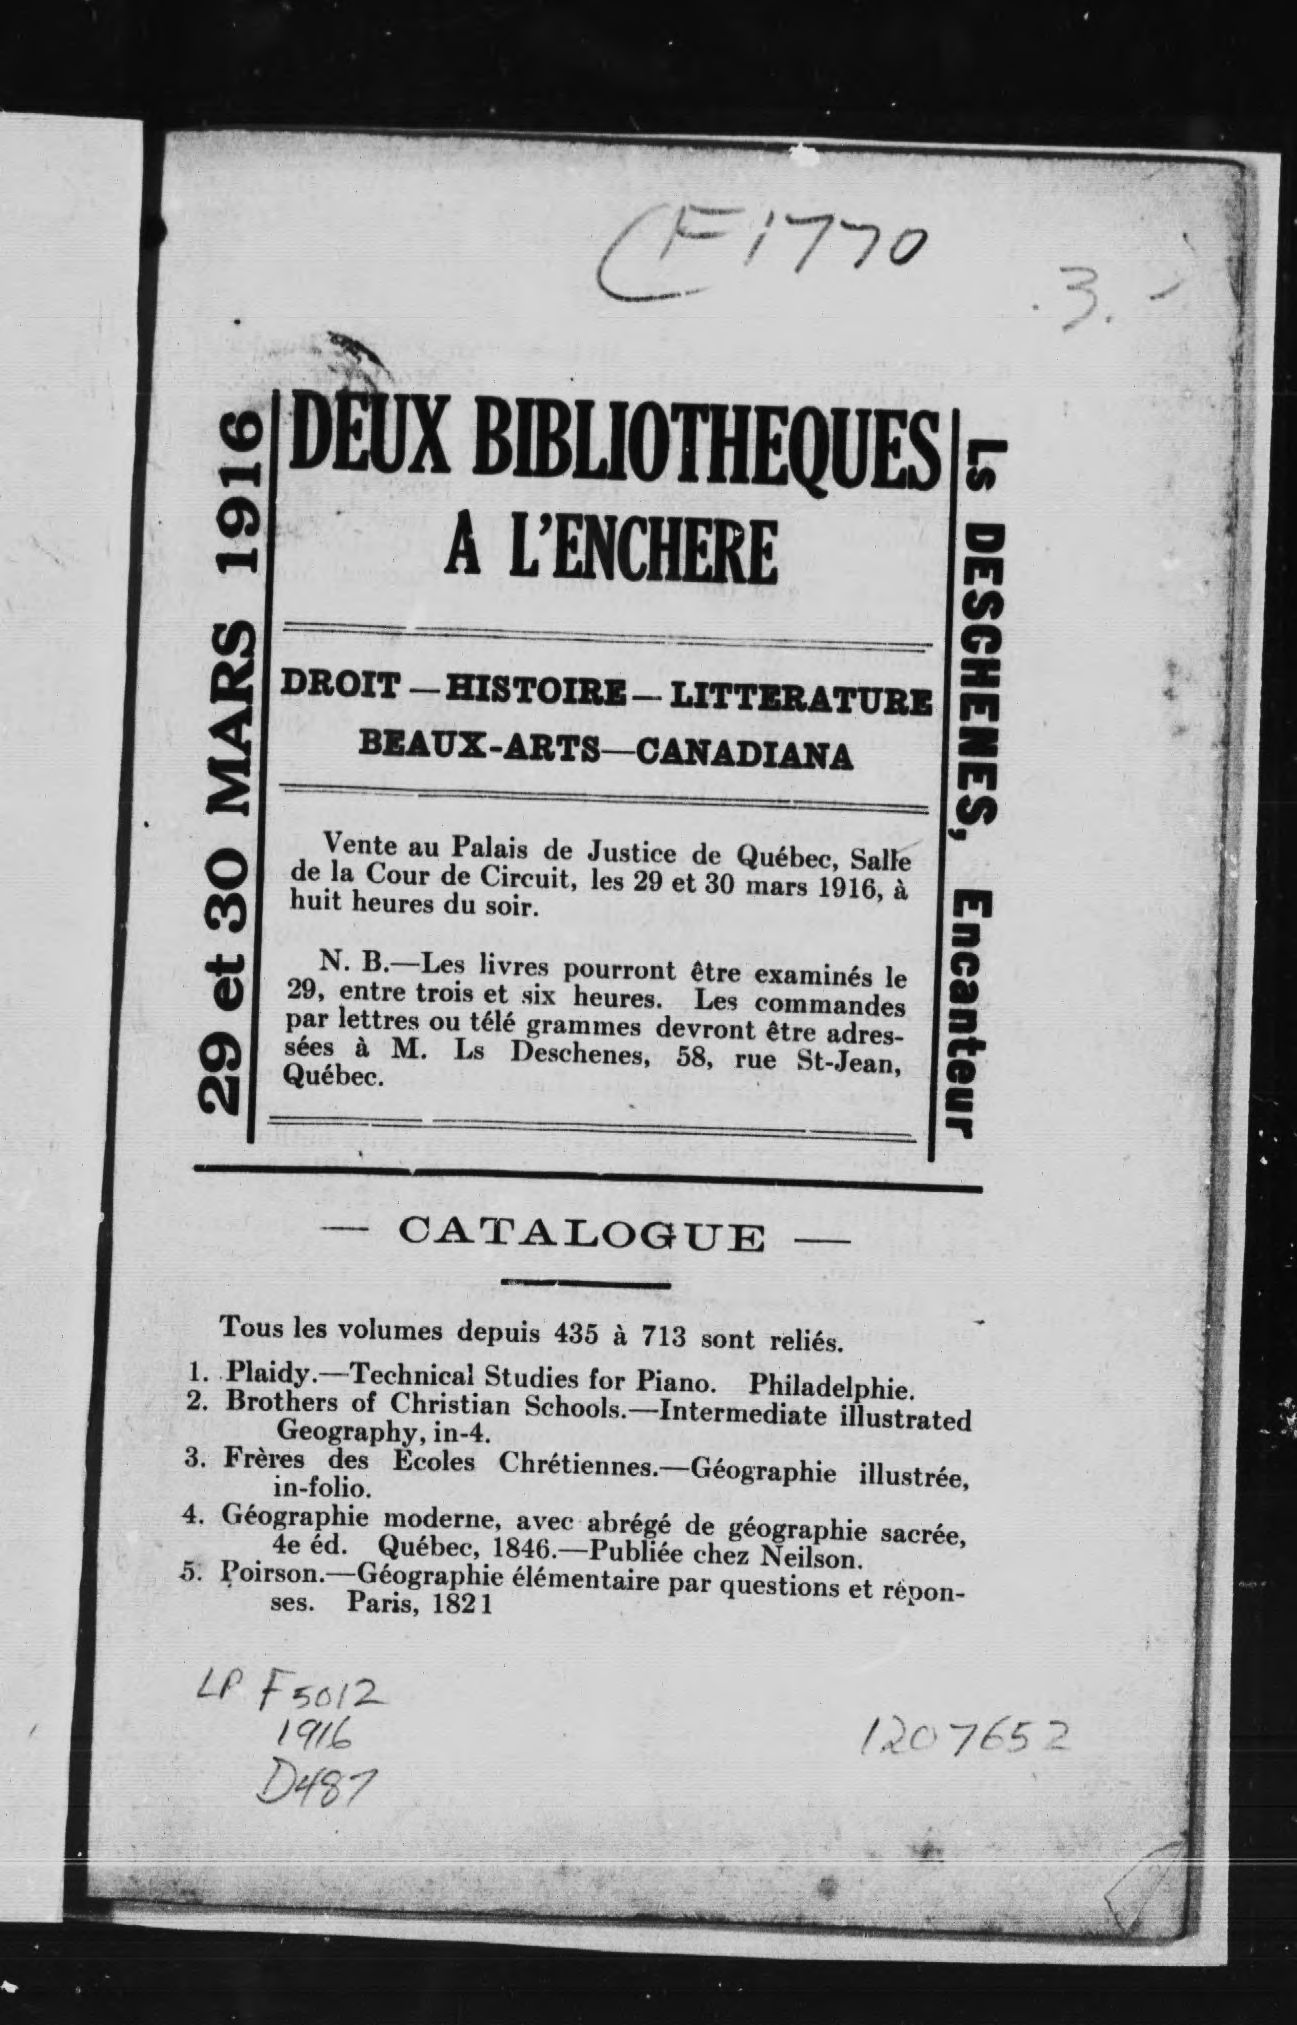 CF1770
3.
29 et 30 MARS 1916
DEUX BIBLIOTHEQUES
A L'ENCHERE
DROIT — HISTOIRE — LITTERATURE
BEAUX-ARTS—CANADIANA
Vente au Palais de Justice de Québec, Salle
de la Cour de Circuit, les 29 et 30 mars 1916, à
huit heures du soir.
N. B.—Les livres pourront être examinés le
29, entre trois et six heures. Les commandes
par lettres ou télé grammes devront être adres-
sées à M. Ls Deschenes, 58, rue St-Jean,
Québec.
Ls DESCHENES, Encanteur
— CATALOGUE —
Tous les volumes depuis 435 à 713 sont reliés.
1. Plaidy.—Technical Studies for Piano. Philadelphie.
2. Brothers of Christian Schools.—Intermediate illustrated
Geography, in-4.
3. Frères des Ecoles Chrétiennes.—Géographie illustrée,
in-folio.
4. Géographie moderne, avec abrégé de géographie sacrée,
4e éd. Québec, 1846.—Publiée chez Neilson.
5. Poirson.—Géographie élémentaire par questions et répon-
ses. Paris, 1821
LP F5012
1916
D487
1207652